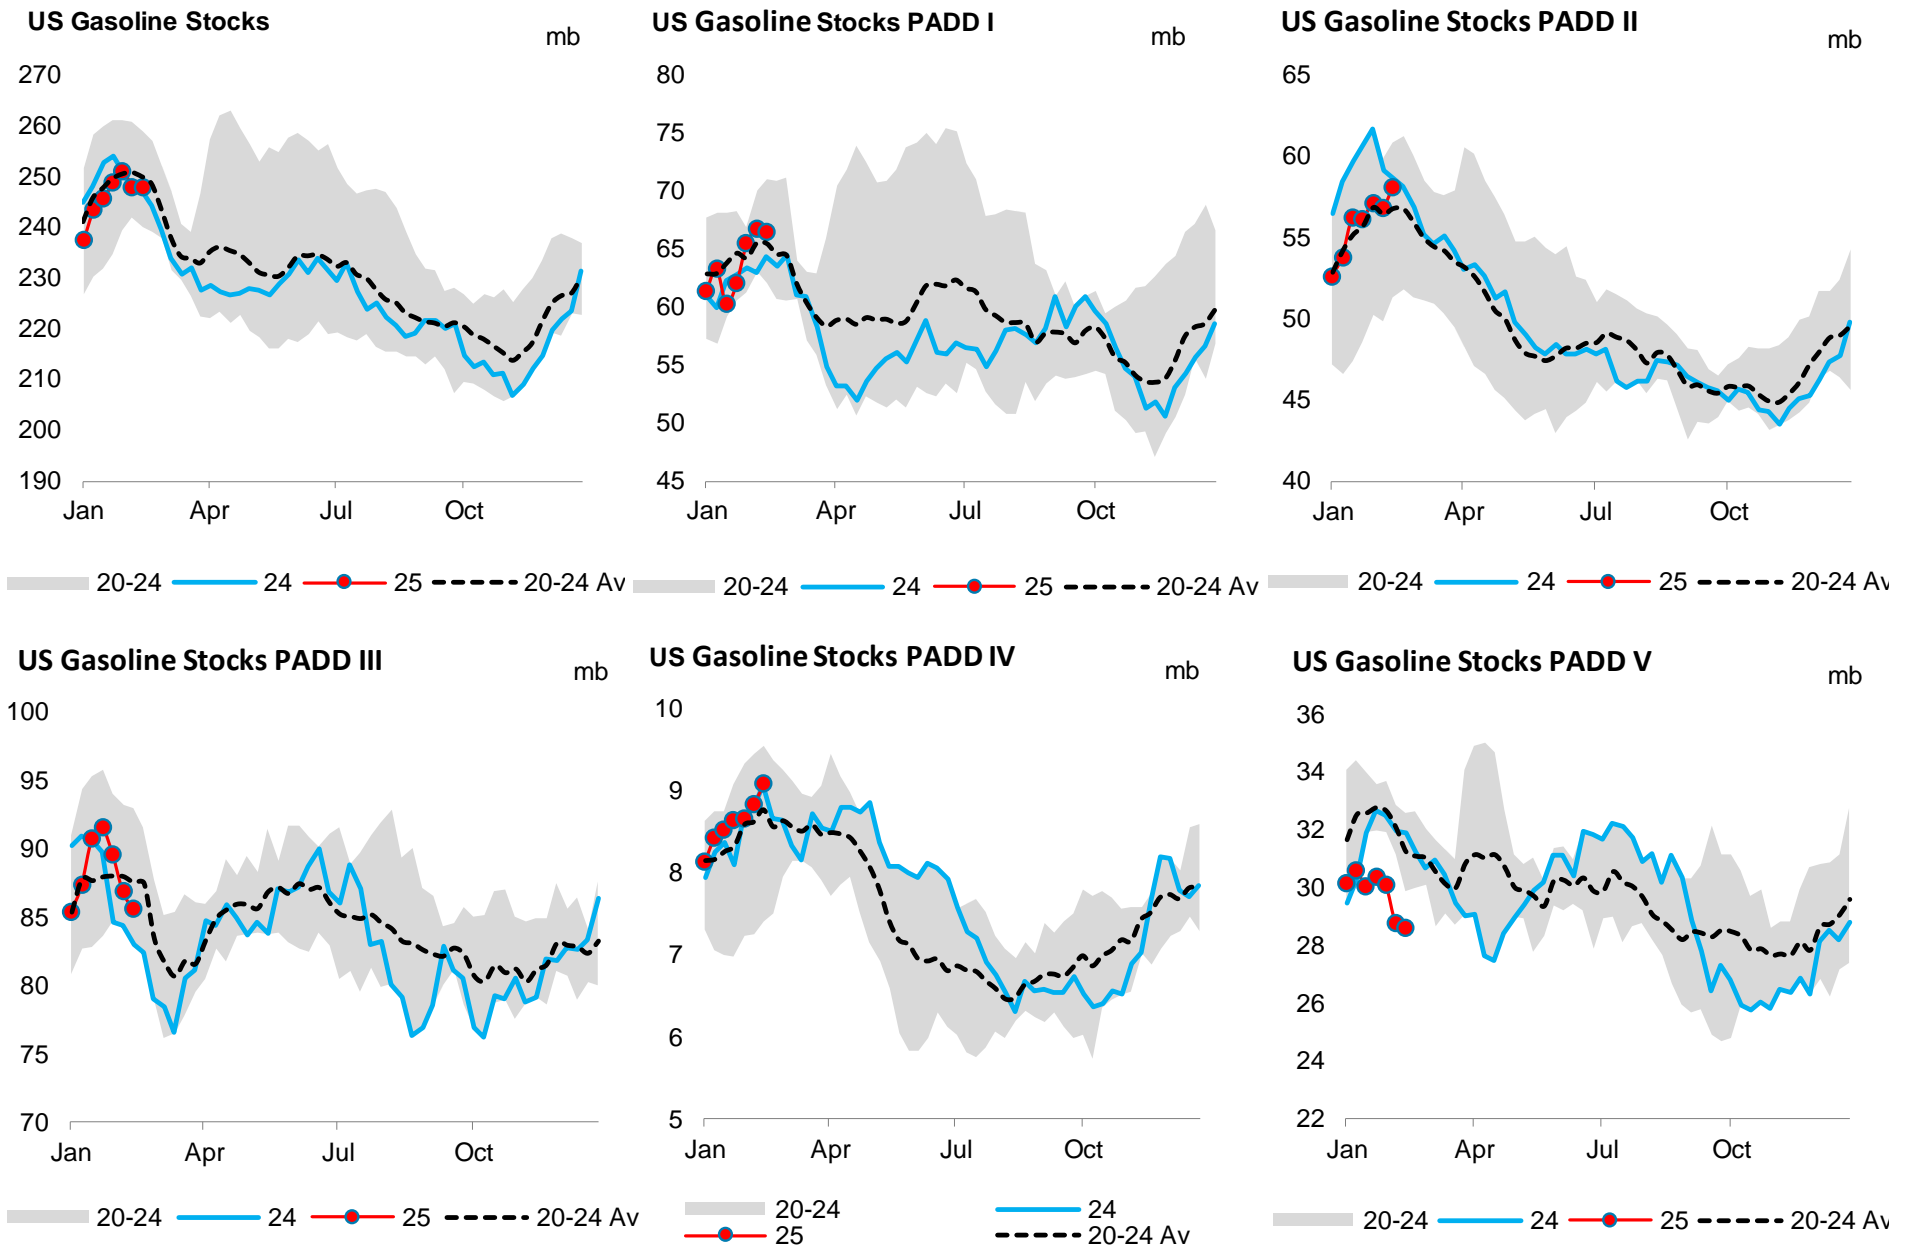 US Gasoline Stocks
mb
270
260
250
240
230
220
210
200
190
Jan Apr Jul Oct
20-24 24 25 20-24 Av
US Gasoline Stocks PADD I
mb
80
75
70
65
60
55
50
45
Jan Apr Jul Oct
20-24 24 25 20-24 Av
US Gasoline Stocks PADD II
mb
65
60
55
50
45
40
Jan Apr Jul Oct
20-24 24 25 20-24 Av
US Gasoline Stocks PADD III
mb
100
95
90
85
80
75
70
Jan Apr Jul Oct
20-24 24 25 20-24 Av
US Gasoline Stocks PADD IV
mb
10
9
8
7
6
5
Jan Apr Jul Oct
20-24 24
25 20-24 Av
US Gasoline Stocks PADD V
mb
36
34
32
30
28
26
24
22
Jan Apr Jul Oct
20-24 24 25 20-24 Av